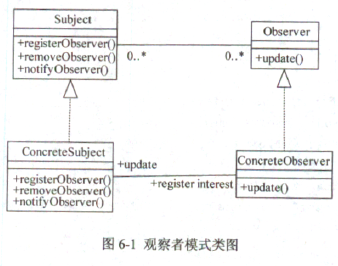 Subject
+registerObserver()
+removeObserver()
+notifyObserver()
0..*
0..*
Observer
+update()
ConcreteSubject
+registerObserver()
+removeObserver()
+notifyObserver()
+update
+register interest
ConcreteObserver
+update()
图 6-1 观察者模式类图